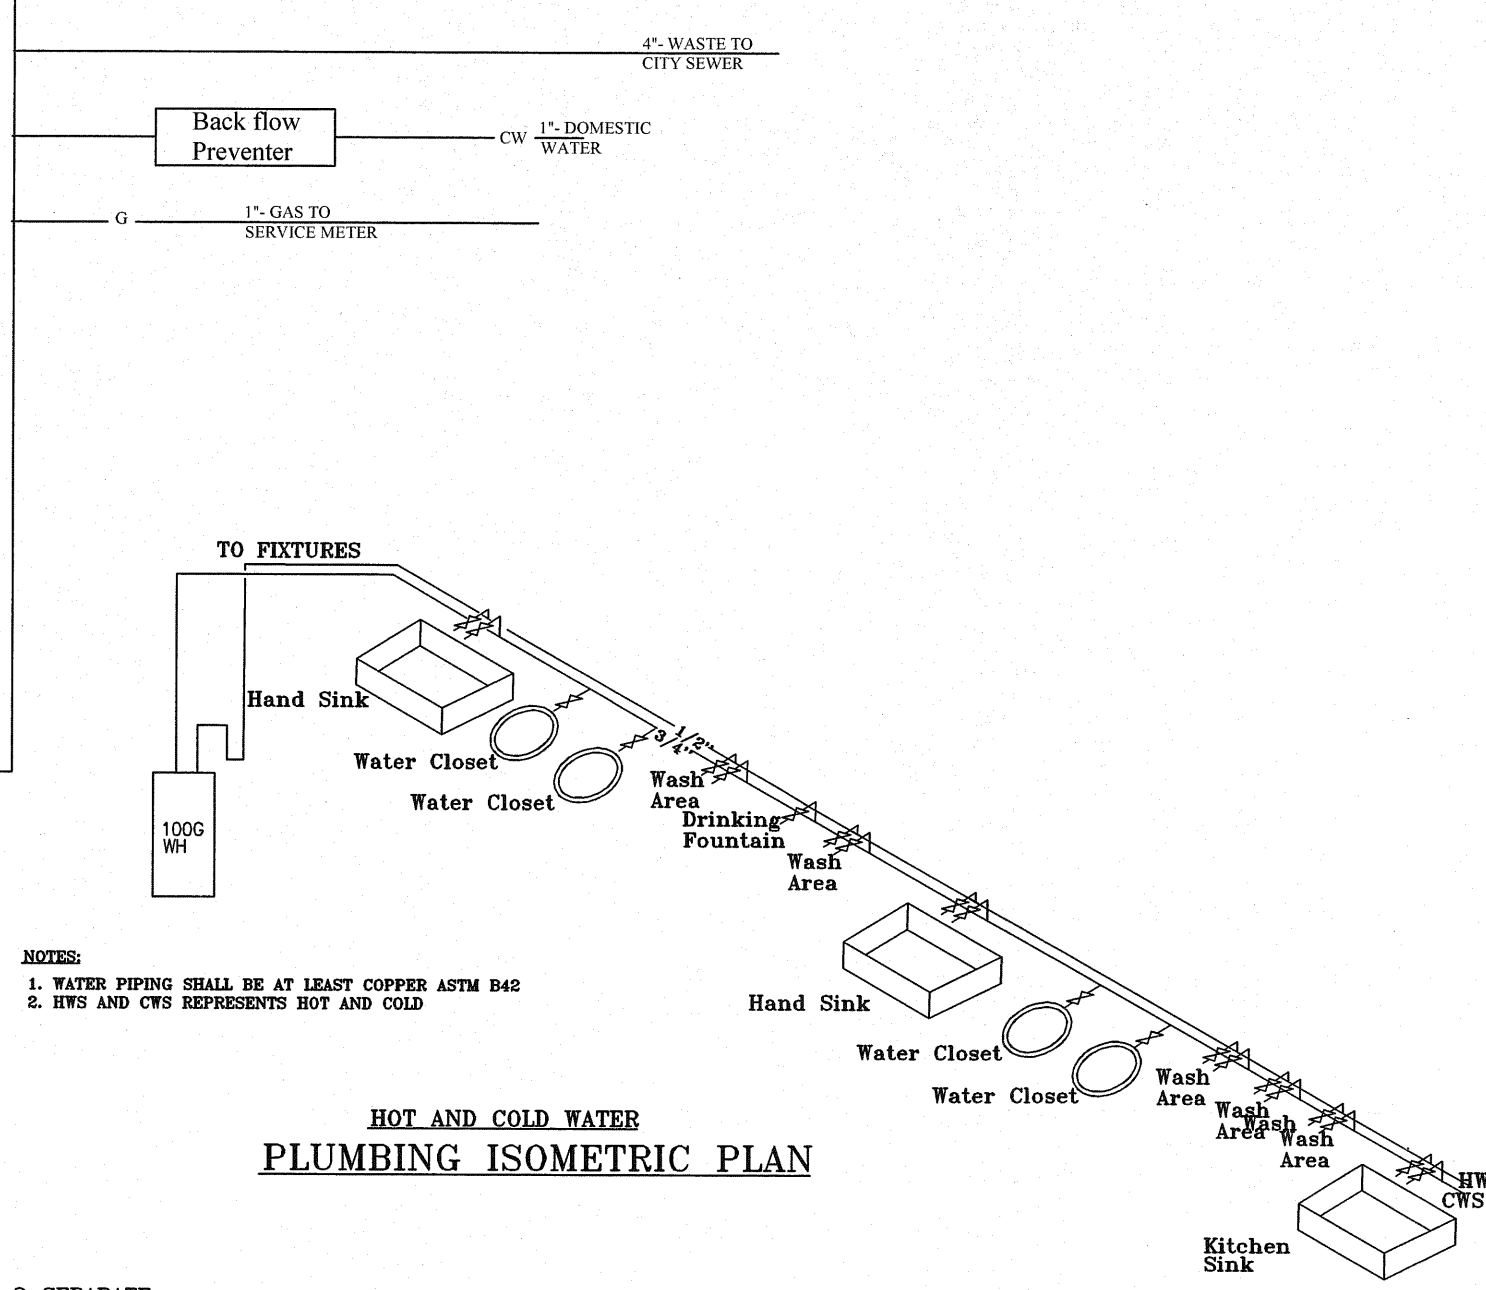 4"- WASTE TO
CITY SEWER
Back flow
Preventer
CW
1"- DOMESTIC
WATER
G
1"- GAS TO
SERVICE METER
TO FIXTURES
Hand Sink
Water Closet
Water Closet
1/2"
3/4"
Wash
Area
Drinking
Fountain
Wash
Area
100G
WH
NOTES:
1. WATER PIPING SHALL BE AT LEAST COPPER ASTM B42
2. HWS AND CWS REPRESENTS HOT AND COLD
Hand Sink
Water Closet
Water Closet
Wash
Area
Wash
Area
Wash
Wash
Area
HW
CWS
Kitchen
Sink
HOT AND COLD WATER
PLUMBING ISOMETRIC PLAN